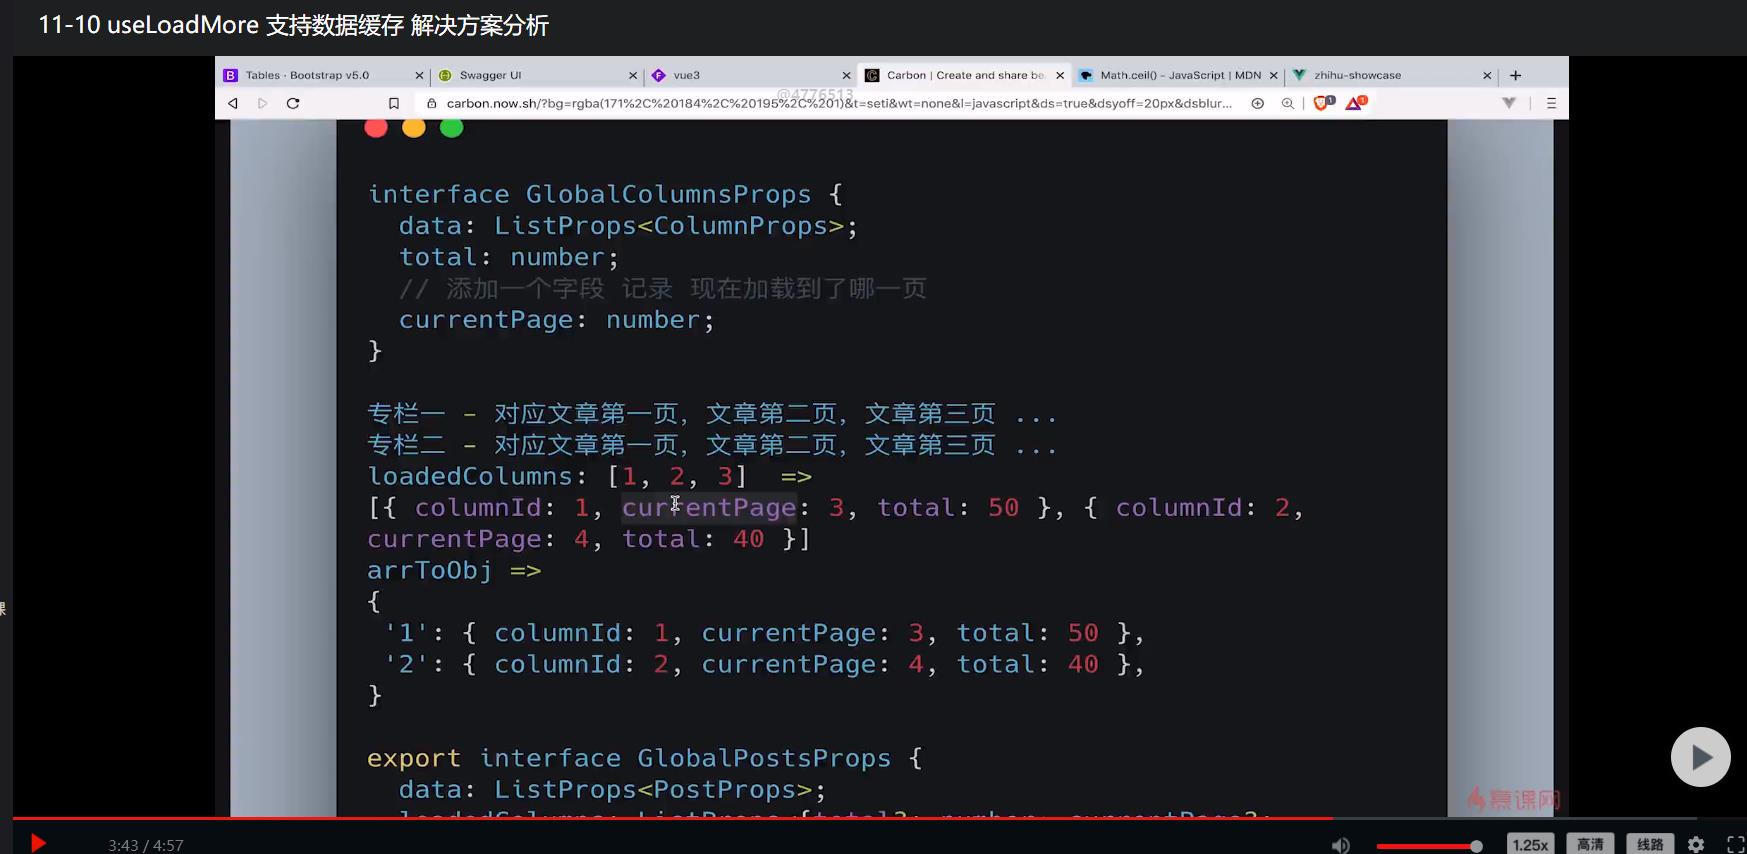 11-10 useLoadMore 支持数据缓存 解决方案分析
Tables · Bootstrap v5.0
Swagger UI
vue3
Carbon | Create and share be
Math.ceil() - JavaScript | MDN
zhihu-showcase
@4776513
carbon.now.sh/?bg=rgba(171%2C%20184%2C%20195%2C%201)&t=seti&wt=none&l=javascript&ds=true&dsyoff=20px&dsblur...
interface GlobalColumnsProps {
data: ListProps<ColumnProps>;
total: number;
// 添加一个字段 记录 现在加载到了哪一页
currentPage: number;
}
专栏一 - 对应文章第一页, 文章第二页, 文章第三页 ...
专栏二 - 对应文章第一页, 文章第二页, 文章第三页 ...
loadedColumns: [1, 2, 3] =>
[{ columnId: 1, currentPage: 3, total: 50 }, { columnId: 2,
currentPage: 4, total: 40 }]
arrToObj =>
{
'1': { columnId: 1, currentPage: 3, total: 50 },
'2': { columnId: 2, currentPage: 4, total: 40 },
}
export interface GlobalPostsProps {
data: ListProps<PostProps>;
慕课网
3:43 / 4:57
1.25x
高清
线路